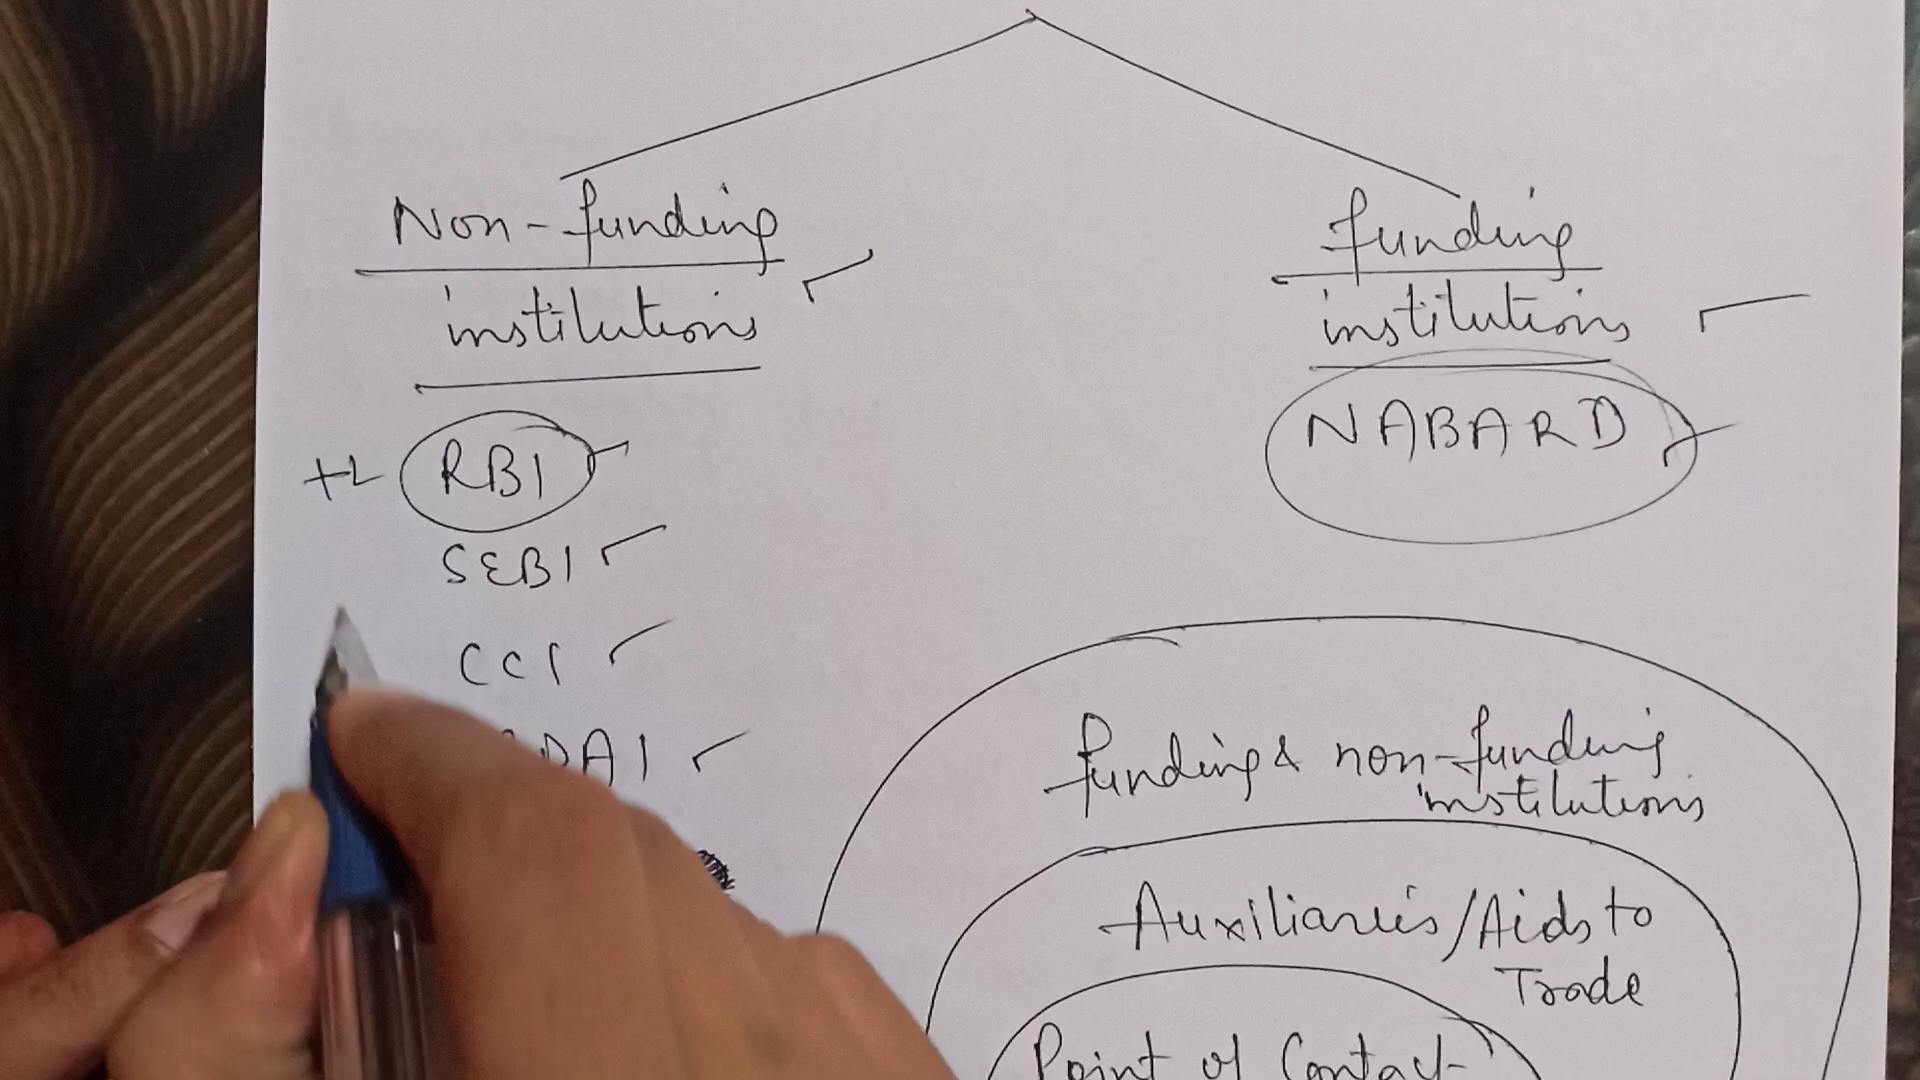 Non-funding
institutions
funding
institutions
RBI
NABARD
SEBI
CCI
DAI
funding & non-funding
institutions
Auxiliaries/Aids to
Trade
Point of Contact